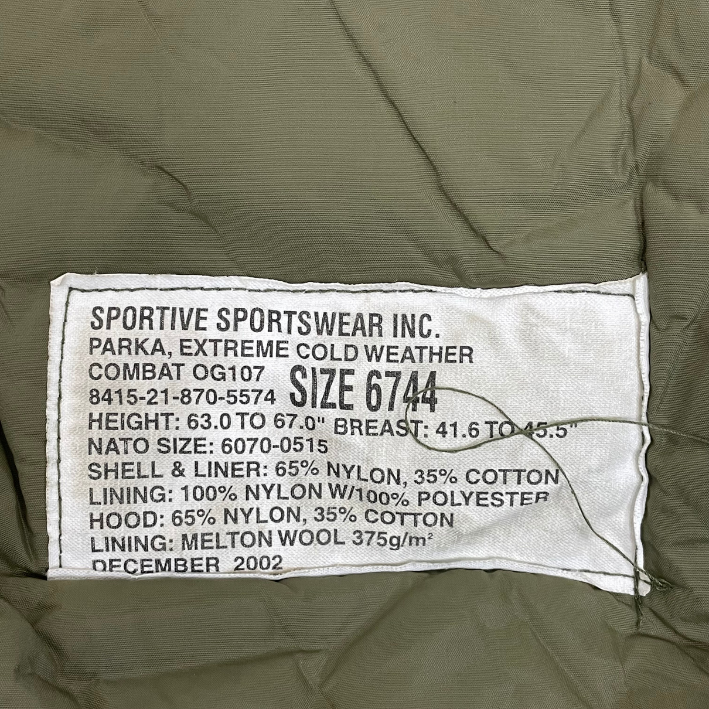 SPORTIVE SPORTSWEAR INC.
PARKA, EXTREME COLD WEATHER
COMBAT OG107
8415-21-870-5574 SIZE 6744
HEIGHT: 63.0 TO 67.0" BREAST: 41.6 TO 45.5"
NATO SIZE: 6070-0515
SHELL & LINER: 65% NYLON, 35% COTTON
LINING: 100% NYLON W/100% POLYESTER
HOOD: 65% NYLON, 35% COTTON
LINING: MELTON WOOL 375g/m²
DECEMBER 2002